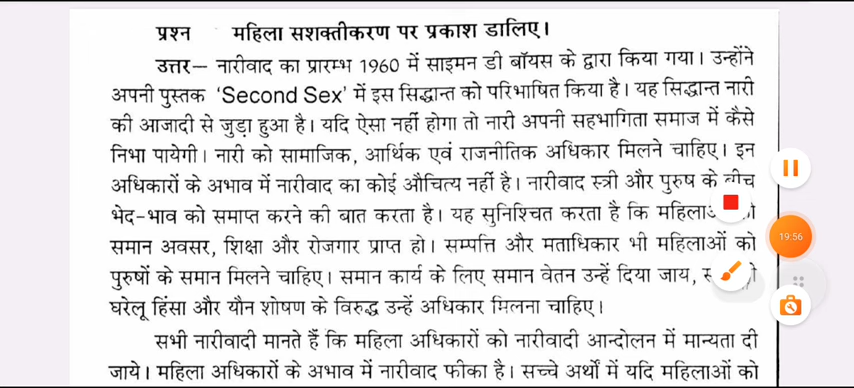 प्रश्न महिला सशक्तीकरण पर प्रकाश डालिए।
उत्तर– नारीवाद का प्रारम्भ 1960 में साइमन डी बॉयस के द्वारा किया गया। उन्होंने
अपनी पुस्तक ‘Second Sex’ में इस सिद्धान्त को परिभाषित किया है। यह सिद्धान्त नारी
की आजादी से जुड़ा हुआ है। यदि ऐसा नहीं होगा तो नारी अपनी सहभागिता समाज में कैसे
निभा पायेगी। नारी को सामाजिक, आर्थिक एवं राजनीतिक अधिकार मिलने चाहिए। इन
अधिकारों के अभाव में नारीवाद का कोई औचित्य नहीं है। नारीवाद स्त्री और पुरुष के बीच
भेद-भाव को समाप्त करने की बात करता है। यह सुनिश्चित करता है कि
समान अवसर, शिक्षा और रोजगार प्राप्त हो। सम्पत्ति और मताधिकार भी महिलाओं को
19:56
पुरुषों के समान मिलने चाहिए। समान कार्य के लिए समान वेतन उन्हें दिया जाय,
घरेलू हिंसा और यौन शोषण के विरुद्ध उन्हें अधिकार मिलना चाहिए।
सभी नारीवादी मानते हैं कि महिला अधिकारों को नारीवादी आन्दोलन में मान्यता दी
जाये। महिला अधिकारों के अभाव में नारीवाद फीका है। सच्चे अर्थों में यदि महिलाओं को